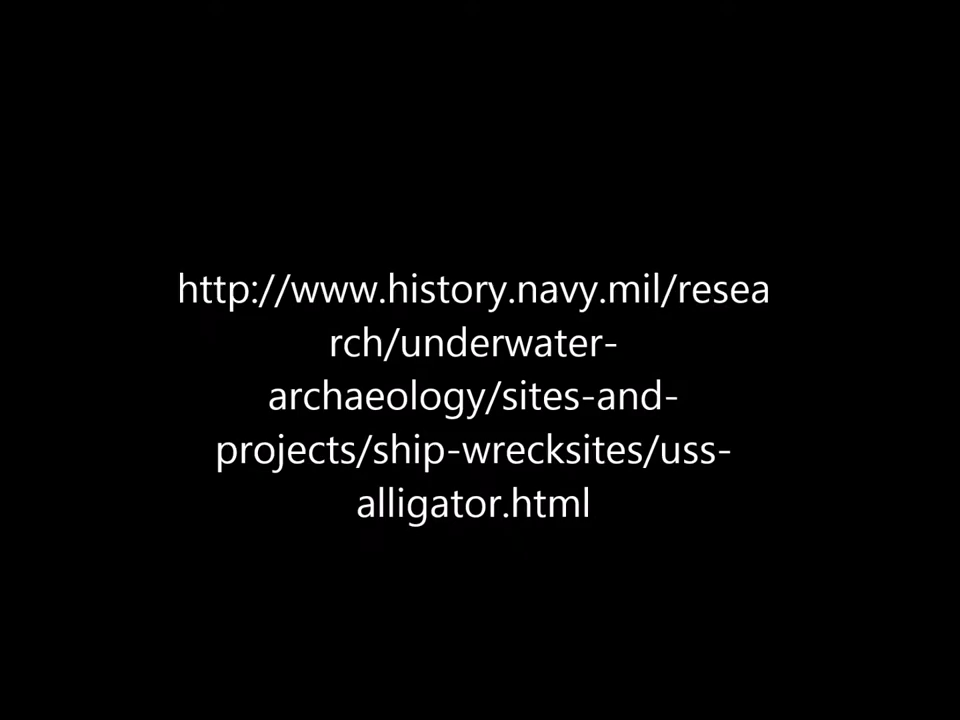 http://www.history.navy.mil/resea
rch/underwater-
archaeology/sites-and-
projects/ship-wrecksites/uss-
alligator.html